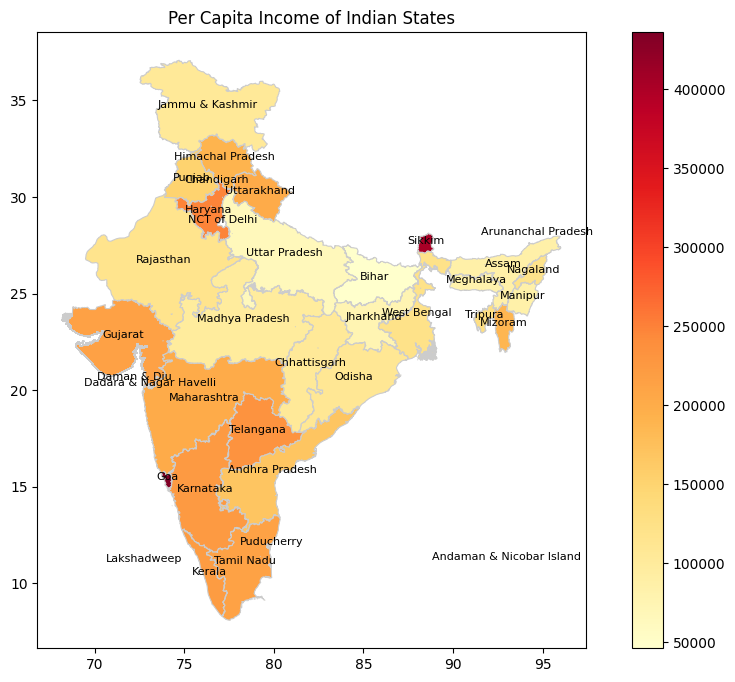 Per Capita Income of Indian States
35
30
25
20
15
10
70
75
80
85
90
95
Jammu & Kashmir
Himachal Pradesh
Punjab
Chandigarh
Uttarakhand
Haryana
NCT of Delhi
Arunanchal Pradesh
Sikkim
Uttar Pradesh
Rajasthan
Assam
Nagaland
Bihar
Meghalaya
Manipur
Gujarat
Madhya Pradesh
Jharkhand
West Bengal
Tripura
Mizoram
Chhattisgarh
Daman & Diu
Dadara & Nagar Havelli
Odisha
Maharashtra
Telangana
Andhra Pradesh
Goa
Karnataka
Puducherry
Lakshadweep
Tamil Nadu
Kerala
Andaman & Nicobar Island
400000
350000
300000
250000
200000
150000
100000
50000